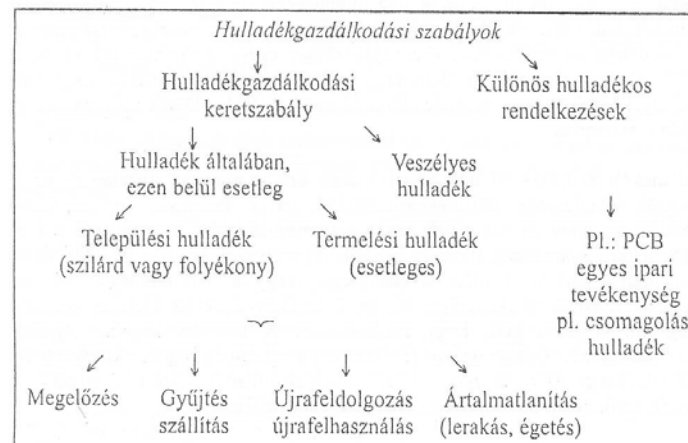 Hulladékgazdálkodási szabályok
Hulladékgazdálkodási
keretszabály
Különös hulladékos
rendelkezések
Hulladék általában,
ezen belül esetleg
Veszélyes
hulladék
Települési hulladék
(szilárd vagy folyékony)
Termelési hulladék
(esetleges)
Pl.: PCB
egyes ipari
tevékenység
pl. csomagolás
hulladék
Megelőzés
Gyűjtés
szállítás
Újrafeldolgozás
újrafelhasználás
Ártalmatlanítás
(lerakás, égetés)